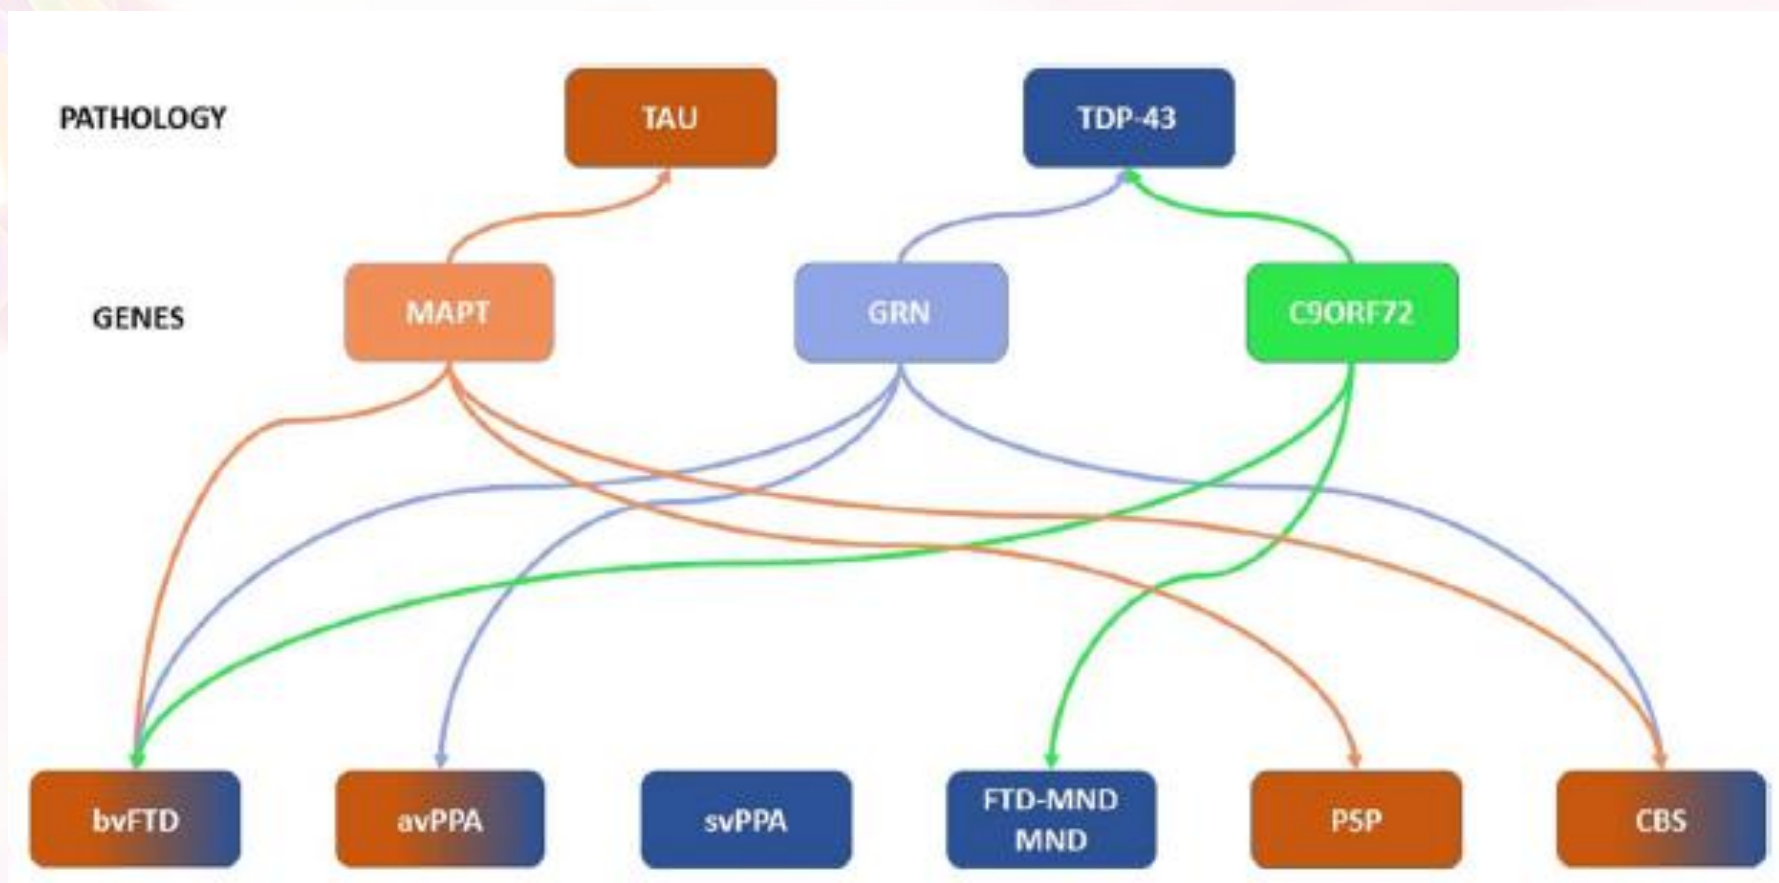 PATHOLOGY
TAU
TDP-43
GENES
MAPT
GRN
C9ORF72
bvFTD
avPPA
svPPA
FTD-MND
MND
PSP
CBS